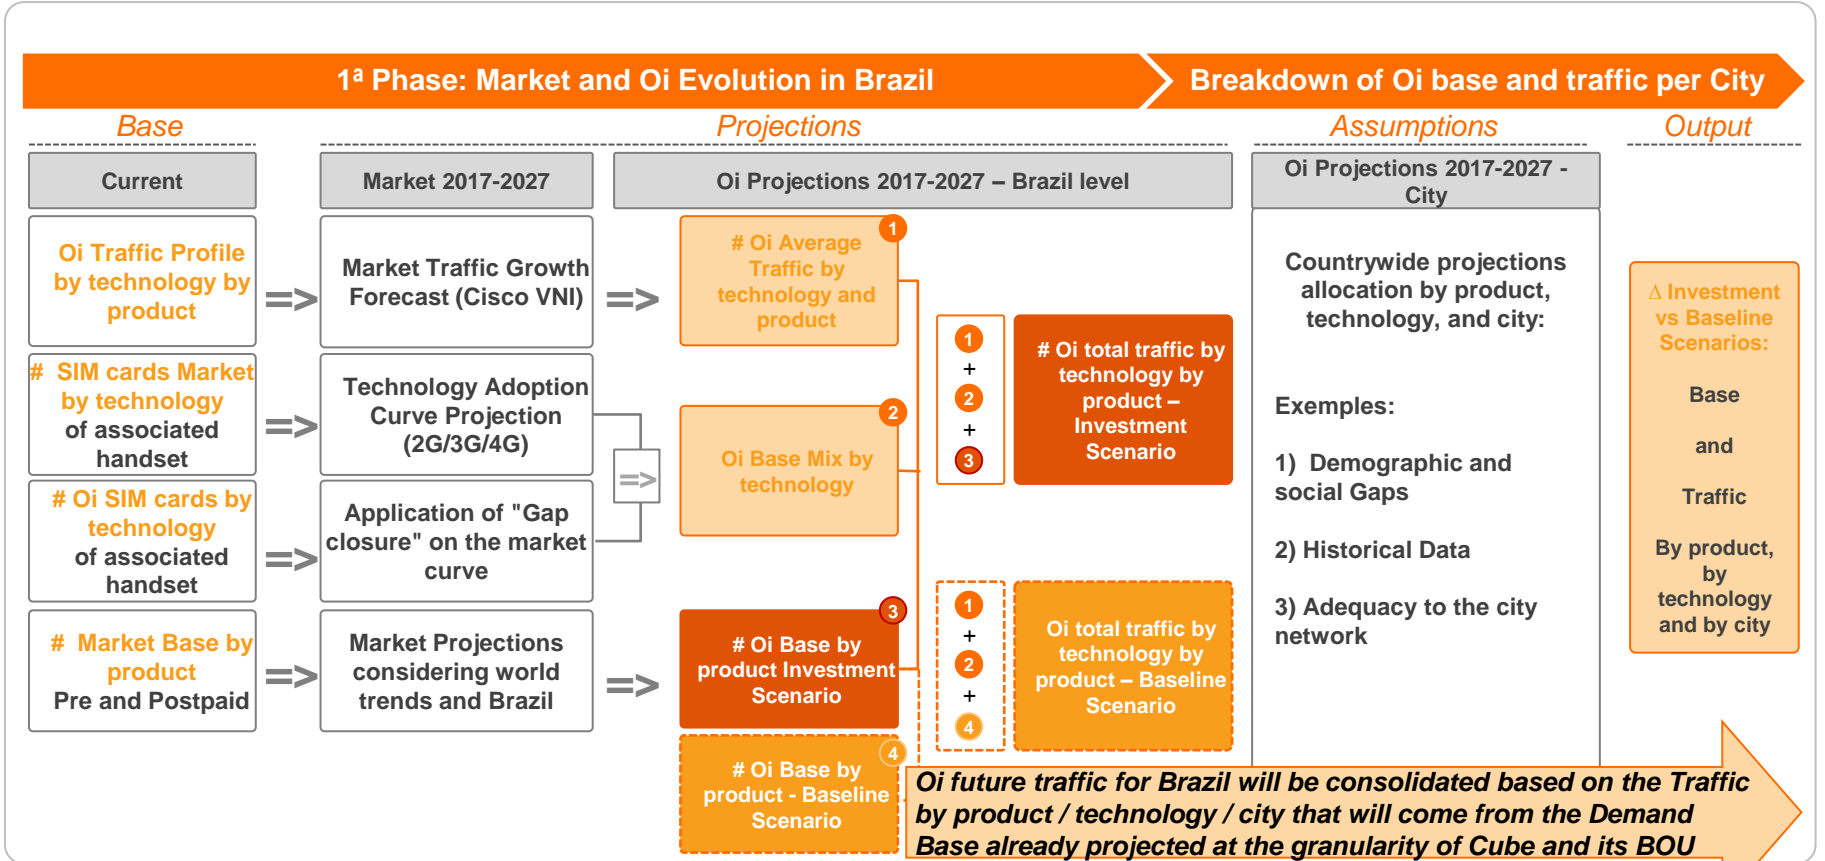 1ª Phase: Market and Oi Evolution in Brazil
Breakdown of Oi base and traffic per City
Base
Projections
Assumptions
Output
Current
Market 2017-2027
Oi Projections 2017-2027 – Brazil level
Oi Projections 2017-2027 -
City
Oi Traffic Profile
by technology by
product
=>
Market Traffic Growth
Forecast (Cisco VNI)
=>
1
# Oi Average
Traffic by
technology and
product
# SIM cards Market
by technology
of associated
handset
=>
Technology Adoption
Curve Projection
(2G/3G/4G)
=>
2
Oi Base Mix by
technology
# Oi SIM cards by
technology
of associated
handset
=>
Application of "Gap
closure" on the market
curve
# Market Base by
product
Pre and Postpaid
=>
Market Projections
considering world
trends and Brazil
=>
3
# Oi Base by
product Investment
Scenario
4
# Oi Base by
product - Baseline
Scenario
1
+
2
+
3
# Oi total traffic by
technology by
product –
Investment
Scenario
1
+
2
+
4
Oi total traffic by
technology by
product – Baseline
Scenario
Countrywide projections
allocation by product,
technology, and city:
Exemples:
1) Demographic and
social Gaps
2) Historical Data
3) Adequacy to the city
network
Δ Investment
vs Baseline
Scenarios:
Base
and
Traffic
By product,
by
technology
and by city
Oi future traffic for Brazil will be consolidated based on the Traffic
by product / technology / city that will come from the Demand
Base already projected at the granularity of Cube and its BOU